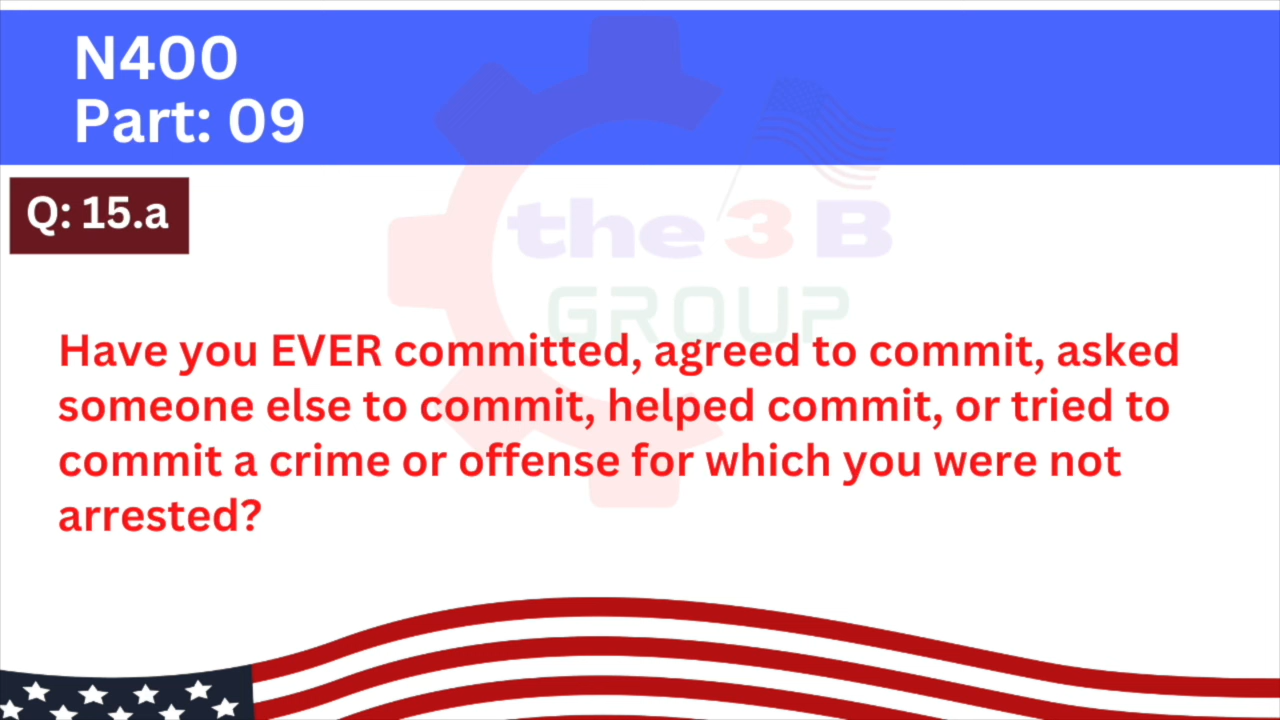 N400
Part: 09
the 3 B
GROUP
Q: 15.a
Have you EVER committed, agreed to commit, asked
someone else to commit, helped commit, or tried to
commit a crime or offense for which you were not
arrested?